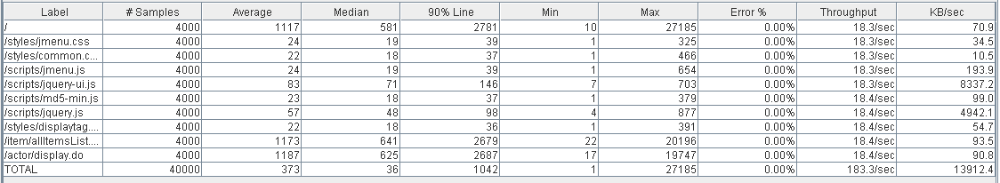 Label # Samples Average Median 90% Line Min Max Error % Throughput KB/sec
/ 4000 1117 581 2781 10 27185 0.00% 18.3/sec 70.9
/styles/jmenu.css 4000 24 19 39 1 325 0.00% 18.3/sec 34.5
/styles/common.c... 4000 22 18 37 1 466 0.00% 18.3/sec 10.5
/scripts/jmenu.js 4000 24 19 39 1 654 0.00% 18.3/sec 193.9
/scripts/jquery-ui.js 4000 83 71 146 7 703 0.00% 18.3/sec 8337.2
/scripts/md5-min.js 4000 23 18 37 1 379 0.00% 18.4/sec 99.0
/scripts/jquery.js 4000 57 48 98 4 877 0.00% 18.4/sec 4942.1
/styles/displaytag.... 4000 22 18 36 1 391 0.00% 18.4/sec 54.7
/item/allItemsList.... 4000 1173 641 2679 22 20196 0.00% 18.4/sec 93.5
/actor/display.do 4000 1187 625 2687 17 19747 0.00% 18.4/sec 90.8
TOTAL 40000 373 36 1042 1 27185 0.00% 183.3/sec 13912.4